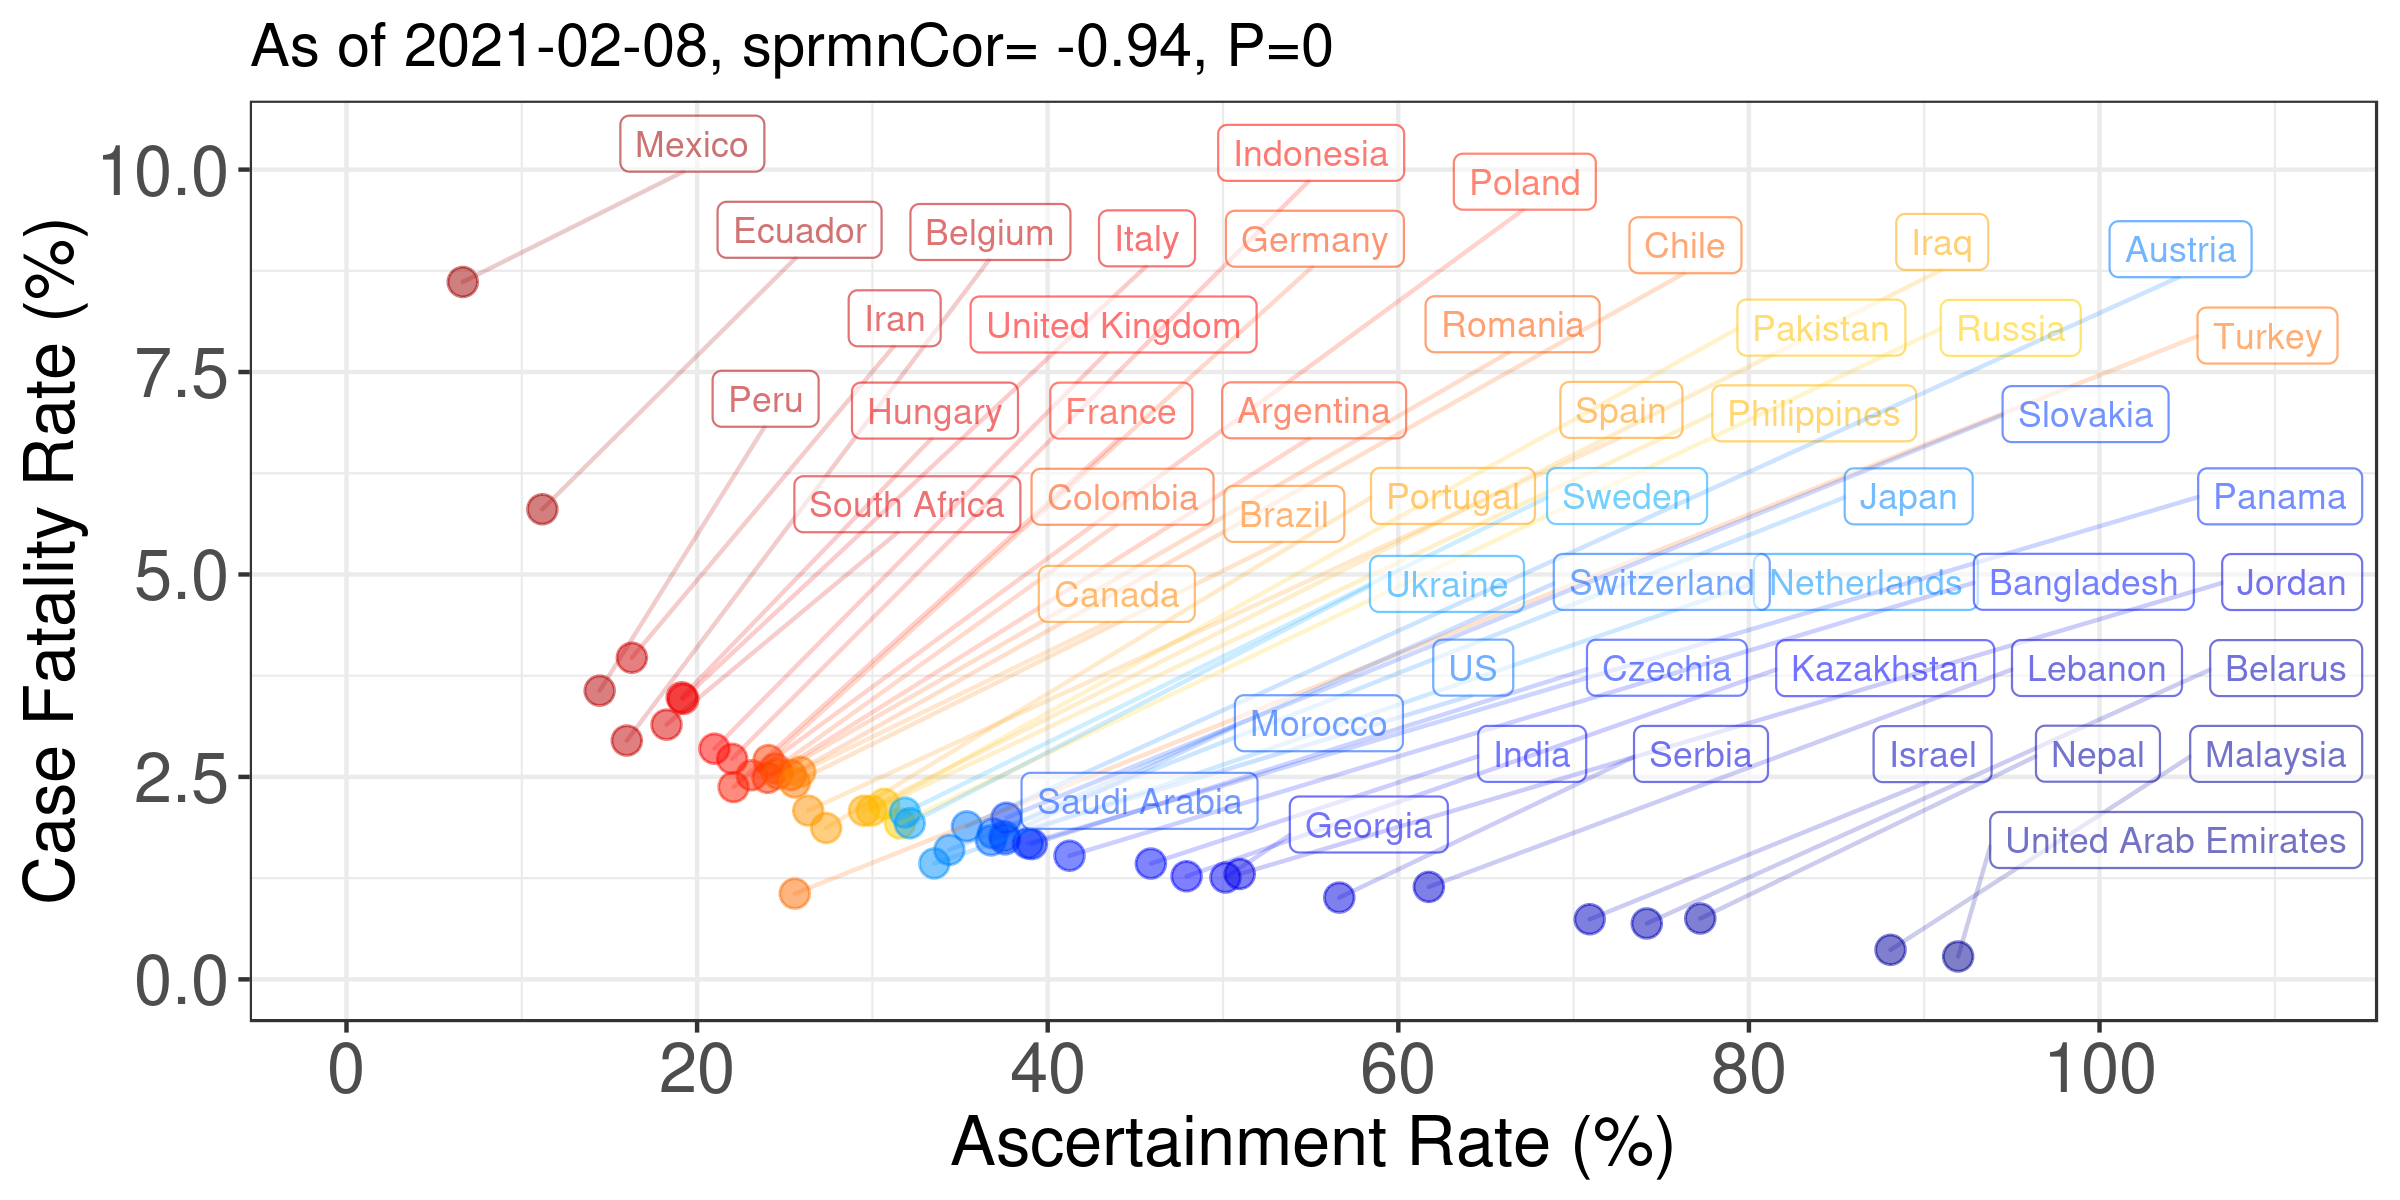 As of 2021-02-08, sprmnCor= -0.94, P=0
Case Fatality Rate (%)
10.0
7.5
5.0
2.5
0.0
Mexico
Indonesia
Poland
Ecuador
Belgium
Italy
Germany
Chile
Iraq
Austria
Iran
United Kingdom
Romania
Pakistan
Russia
Turkey
Peru
Hungary
France
Argentina
Spain
Philippines
Slovakia
South Africa
Colombia
Brazil
Portugal
Sweden
Japan
Panama
Canada
Ukraine
Switzerland
Netherlands
Bangladesh
Jordan
US
Czechia
Kazakhstan
Lebanon
Belarus
Morocco
India
Serbia
Israel
Nepal
Malaysia
Saudi Arabia
Georgia
United Arab Emirates
0
20
40
60
80
100
Ascertainment Rate (%)